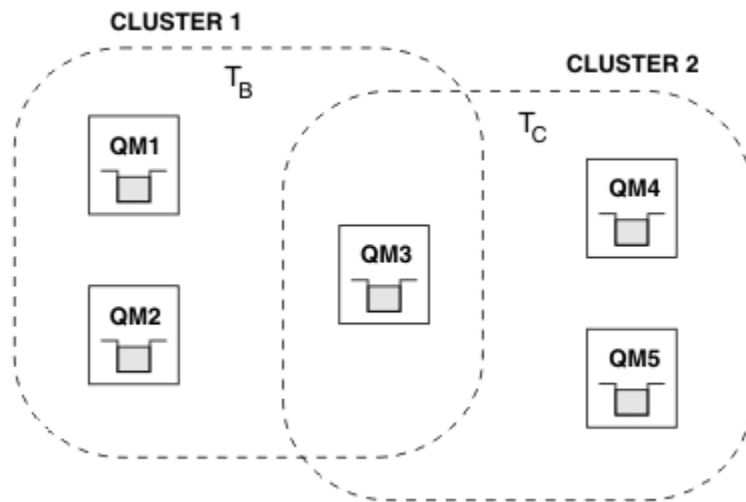 CLUSTER 1
T_B
CLUSTER 2
T_C
QM1
QM4
QM3
QM2
QM5